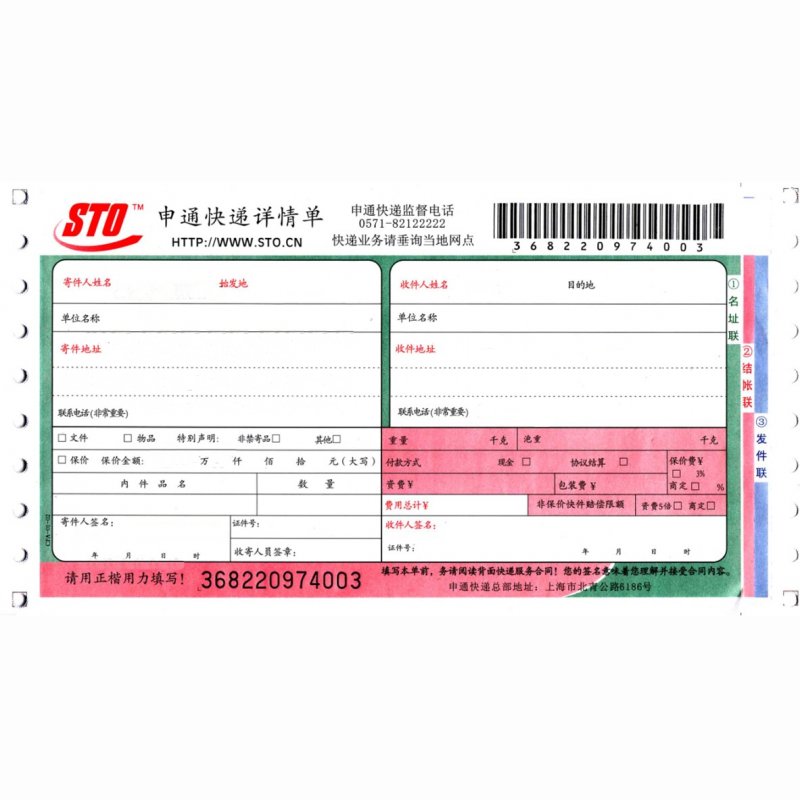 STO™ 申通快递详情单
HTTP://WWW.STO.CN
申通快递监督电话
0571-82122222
快递业务请垂询当地网点
368220974003
寄件人姓名 始发地
单位名称
寄件地址
联系电话(非常重要)
收件人姓名 目的地
单位名称
收件地址
联系电话(非常重要)
①名址联
②结帐联
③发件联
□文件 □物品 特别声明: 非禁寄品□ 其他□
□保价 保价金额: 万 仟 佰 拾 元(大写)
内件品名 数量
重量 千克 泡重 千克
付款方式 现金 □ 协议结算 □ 保价费¥
□ 3%
资费¥ 包装费¥ 商定 □ %
费用总计¥ 非保价快件赔偿限额 资费5倍□ 商定□
寄件人签名: 证件号:
年 月 日 时 收寄人员签章:
收件人签名:
证件号: 年 月 日 时
请用正楷用力填写! 368220974003
填写本单前，务请阅读背面快递服务合同! 您的签名意味着您理解并接受合同内容。
申通快递总部地址: 上海市北青公路6186号